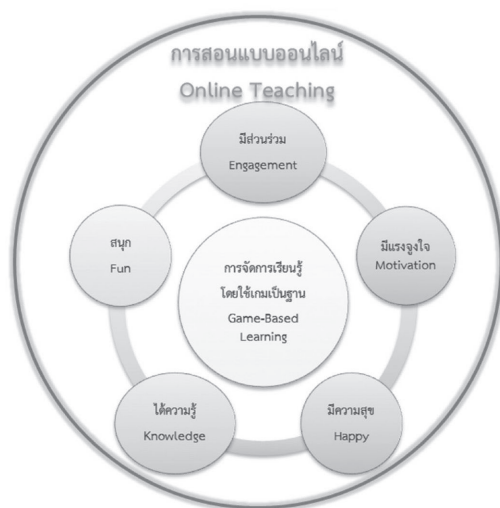 การสอนแบบออนไลน์
Online Teaching
มีส่วนร่วม
Engagement
สนุก
Fun
มีแรงจูงใจ
Motivation
การจัดการเรียนรู้
โดยใช้เกมเป็นฐาน
Game-Based
Learning
ได้ความรู้
Knowledge
มีความสุข
Happy